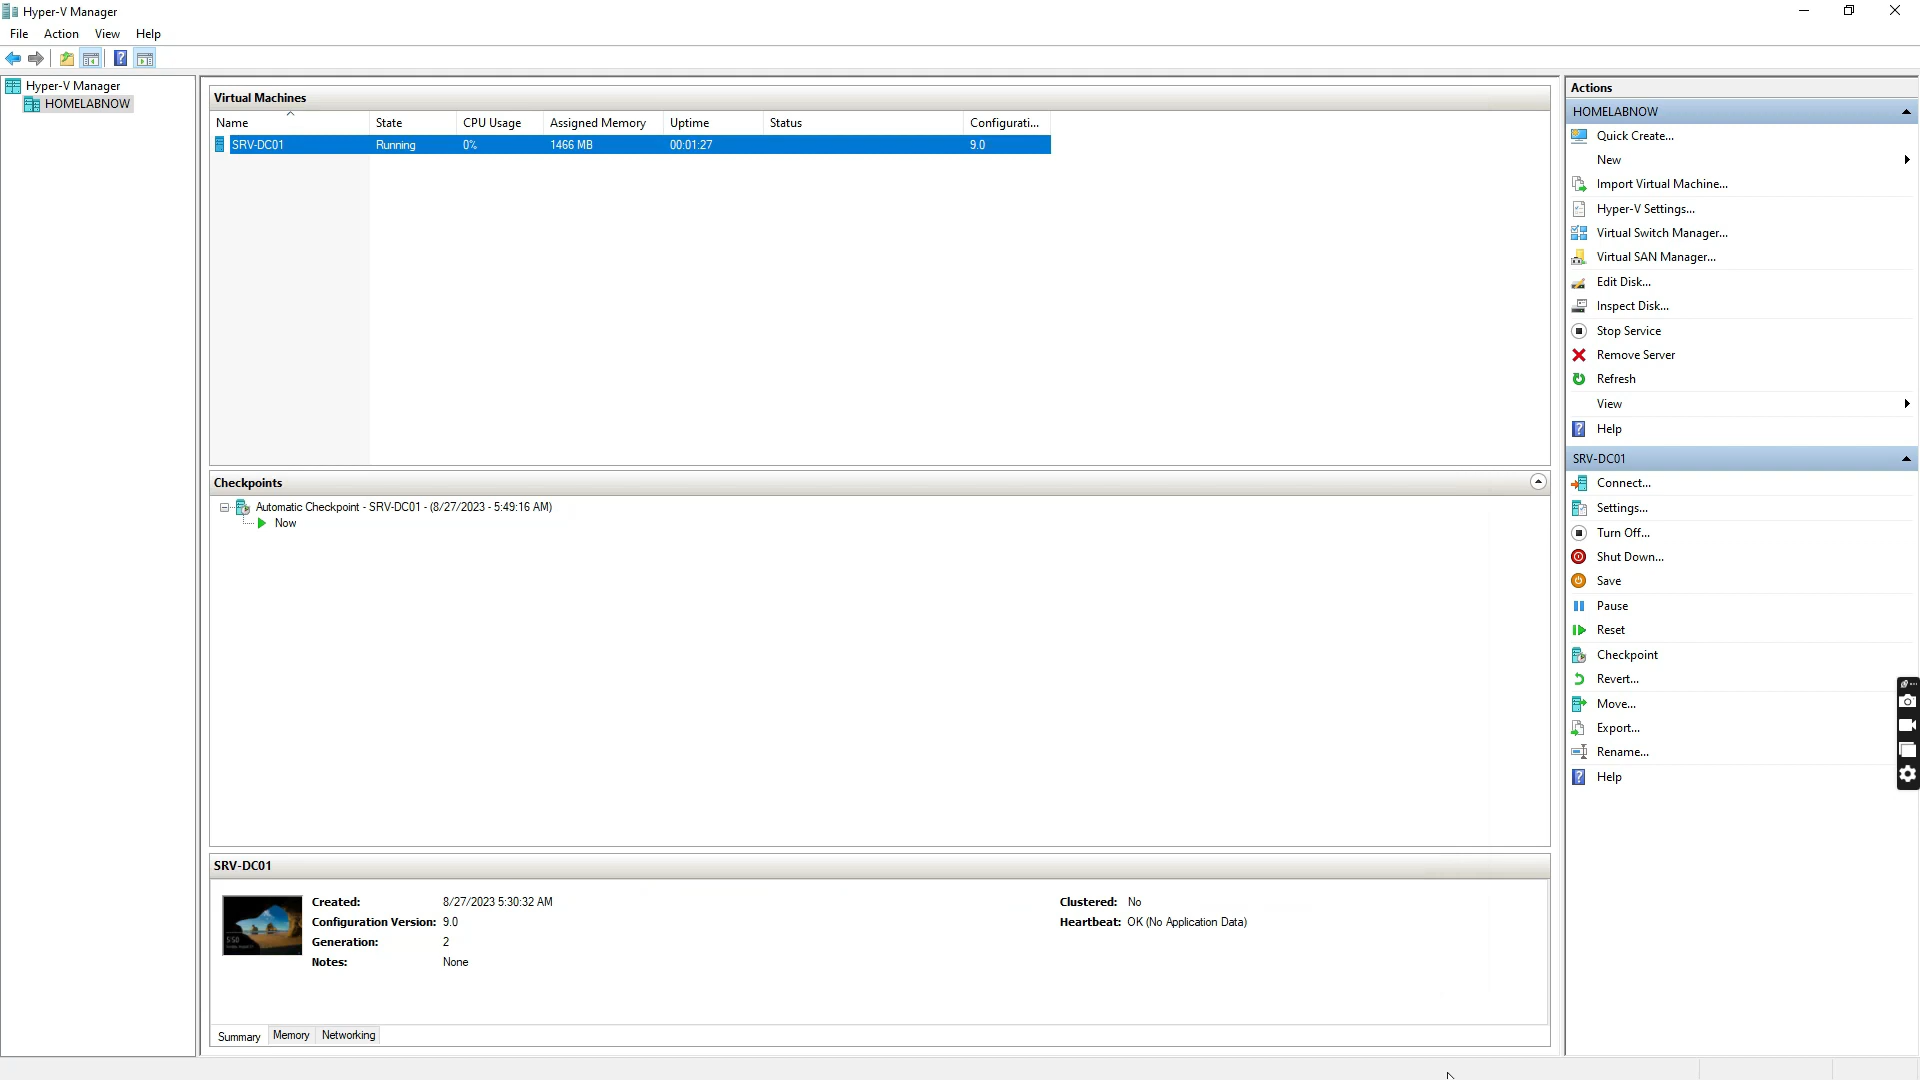 Hyper-V Manager
File Action View Help
Hyper-V Manager
HOMELABNOW
Virtual Machines
Name State CPU Usage Assigned Memory Uptime Status Configurati...
SRV-DC01 Running 0% 1466 MB 00:01:27 9.0
Checkpoints
Automatic Checkpoint - SRV-DC01 - (8/27/2023 - 5:49:16 AM)
Now
SRV-DC01
Created: 8/27/2023 5:30:32 AM
Configuration Version: 9.0
Generation: 2
Notes: None
Clustered: No
Heartbeat: OK (No Application Data)
Summary Memory Networking
Actions
HOMELABNOW
Quick Create...
New
Import Virtual Machine...
Hyper-V Settings...
Virtual Switch Manager...
Virtual SAN Manager...
Edit Disk...
Inspect Disk...
Stop Service
Remove Server
Refresh
View
Help
SRV-DC01
Connect...
Settings...
Turn Off...
Shut Down...
Save
Pause
Reset
Checkpoint
Revert...
Move...
Export...
Rename...
Help